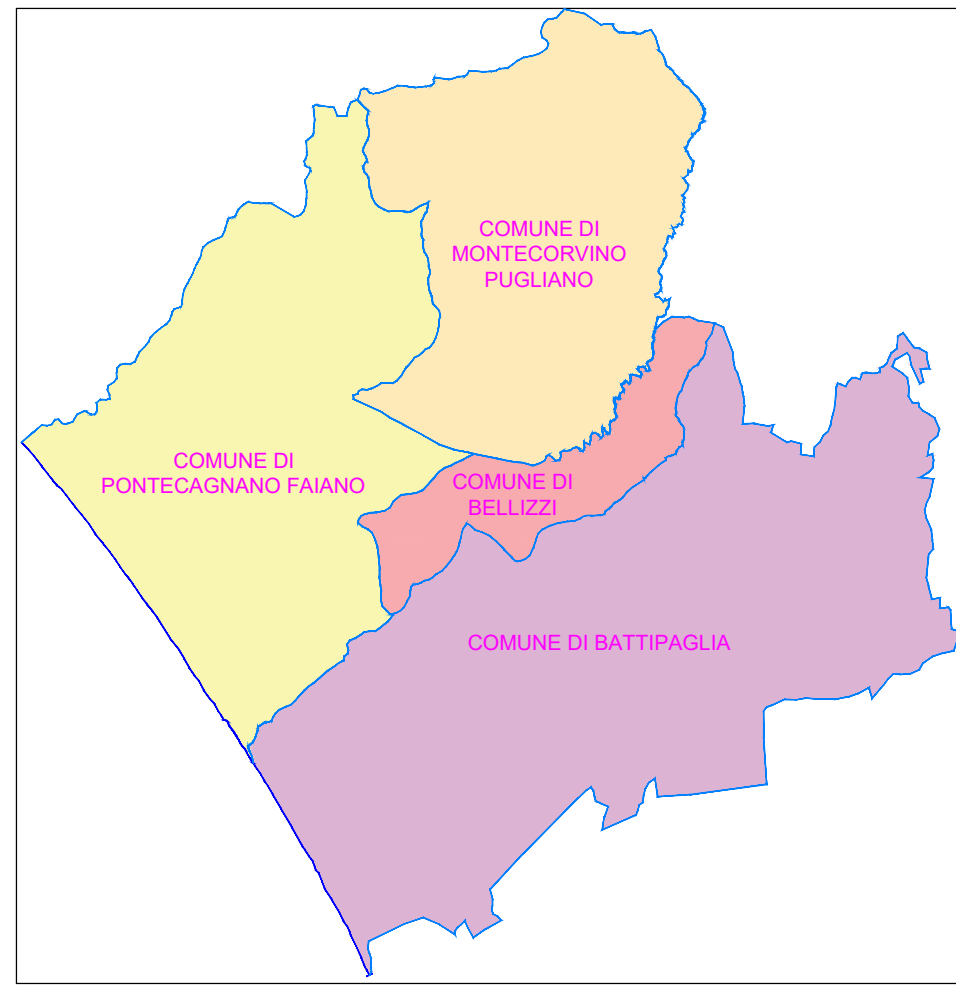 COMUNE DI
MONTECORVINO
PUGLIANO
COMUNE DI
PONTECAGNANO FAIANO
COMUNE DI
BELLIZZI
COMUNE DI BATTIPAGLIA